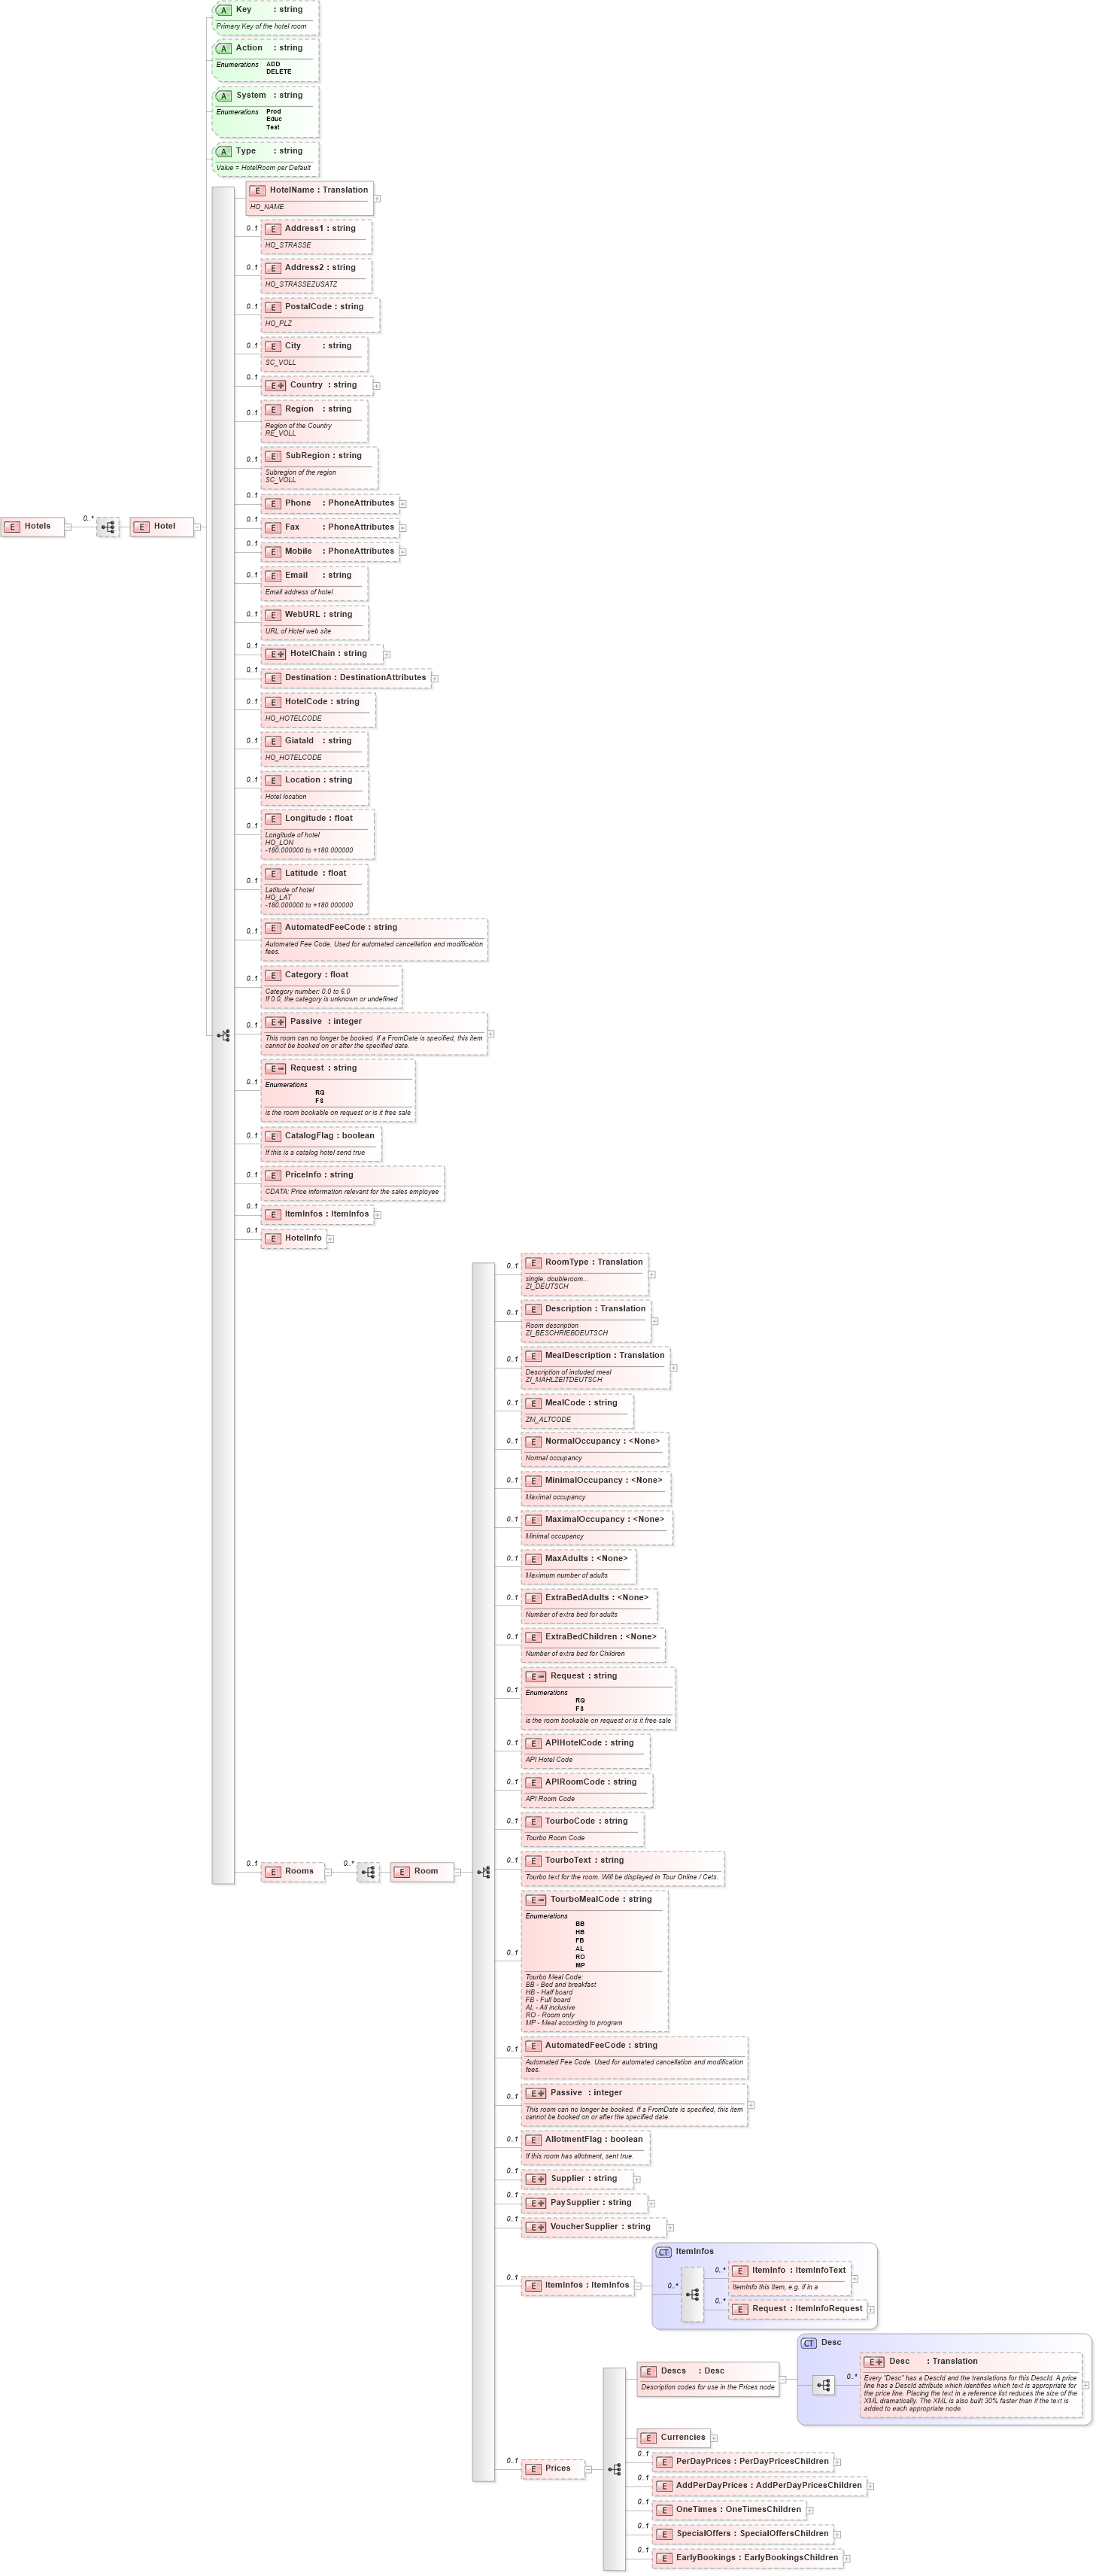 A Key : string
Primary Key of the hotel room
A Action : string
Enumerations ADD
DELETE
A System : string
Enumerations Prod
Educ
Test
A Type : string
Value = HotelRoom per Default
E HotelName : Translation
HO_NAME
0..1 E Address1 : string
HO_STRASSE
0..1 E Address2 : string
HO_STRASSEZUSATZ
0..1 E PostalCode : string
HO_PLZ
0..1 E City : string
SC_VOLL
0..1 E Country : string
0..1 E Region : string
Region of the Country
RE_VOLL
0..1 E SubRegion : string
Subregion of the region
SC_VOLL
0..1 E Phone : PhoneAttributes
E Hotels 0..* E Hotel
0..1 E Fax : PhoneAttributes
0..1 E Mobile : PhoneAttributes
0..1 E Email : string
Email address of hotel
0..1 E WebURL : string
URL of Hotel web site
0..1 E HotelChain : string
0..1 E Destination : DestinationAttributes
0..1 E HotelCode : string
HO_HOTELCODE
0..1 E GiataId : string
HO_HOTELCODE
0..1 E Location : string
Hotel location
0..1 E Longitude : float
Longitude of hotel
HO_LON
-180.000000 to +180.000000
0..1 E Latitude : float
Latitude of hotel
HO_LAT
-180.000000 to +180.000000
0..1 E AutomatedFeeCode : string
Automated Fee Code. Used for automated cancellation and modification
fees.
0..1 E Category : float
Category number: 0.0 to 6.0
If 0.0, the category is unknown or undefined
0..1 E Passive : integer
This room can no longer be booked. If a FromDate is specified, this item
cannot be booked on or after the specified date.
0..1 E Request : string
Enumerations
RQ
FS
is the room bookable on request or is it free sale
0..1 E CatalogFlag : boolean
If this is a catalog hotel send true
0..1 E PriceInfo : string
CDATA: Price information relevant for the sales employee
0..1 E ItemInfos : ItemInfos
0..1 E HotelInfo
0..1 E RoomType : Translation
single, doubleroom...
ZI_DEUTSCH
0..1 E Description : Translation
Room description
ZI_BESCHRIEBDEUTSCH
0..1 E MealDescription : Translation
Description of included meal
ZI_MAHLZEITDEUTSCH
0..1 E MealCode : string
ZM_ALTCODE
0..1 E NormalOccupancy : <None>
Normal occupancy
0..1 E MinimalOccupancy : <None>
Maximal occupancy
0..1 E MaximalOccupancy : <None>
Minimal occupancy
0..1 E MaxAdults : <None>
Maximum number of adults
0..1 E ExtraBedAdults : <None>
Number of extra bed for adults
0..1 E ExtraBedChildren : <None>
Number of extra bed for Children
0..1 E Request : string
Enumerations
RQ
FS
is the room bookable on request or is it free sale
0..1 E APIHotelCode : string
API Hotel Code
0..1 E APIRoomCode : string
API Room Code
0..1 E TourboCode : string
Tourbo Room Code
0..1 E Rooms 0..* E Room
0..1 E TourboText : string
Tourbo text for the room. Will be displayed in Tour Online / Cets.
0..1 E TourboMealCode : string
Enumerations
BB
HB
FB
AL
RO
MP
Tourbo Meal Code:
BB - Bed and breakfast
HB - Half board
FB - Full board
AL - All inclusive
RO - Room only
MP - Meal according to program
0..1 E AutomatedFeeCode : string
Automated Fee Code. Used for automated cancellation and modification
fees.
0..1 E Passive : integer
This room can no longer be booked. If a FromDate is specified, this item
cannot be booked on or after the specified date.
0..1 E AllotmentFlag : boolean
If this room has allotment, sent true.
0..1 E Supplier : string
0..1 E PaySupplier : string
0..1 E VoucherSupplier : string
CT ItemInfos
0..1 E ItemInfos : ItemInfos 0..*
0..* E ItemInfo : ItemInfoText
ItemInfo this Item, e.g. if in a
0..* E Request : ItemInfoRequest
CT Desc
E Descs : Desc
Description codes for use in the Prices node
0..* E Desc : Translation
Every "Desc" has a DescId and the translations for this DescId. A price
line has a DescId attribute which identifies which text is appropriate for
the price line. Placing the text in a reference list reduces the size of the
XML dramatically. The XML is also built 30% faster than if the text is
added to each appropriate node.
E Currencies
0..1 E PerDayPrices : PerDayPricesChildren
0..1 E Prices
0..1 E AddPerDayPrices : AddPerDayPricesChildren
0..1 E OneTimes : OneTimesChildren
0..1 E SpecialOffers : SpecialOffersChildren
0..1 E EarlyBookings : EarlyBookingsChildren